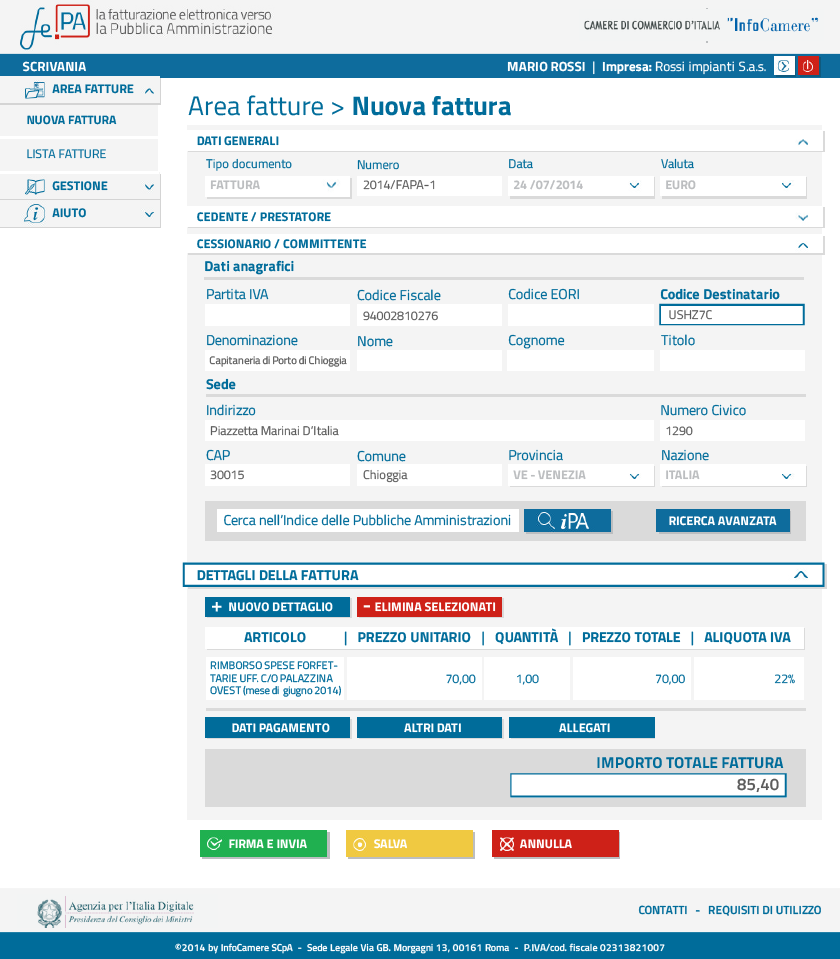 fe.PA la fatturazione elettronica verso
la Pubblica Amministrazione
CAMERE DI COMMERCIO D'ITALIA "InfoCamere"
SCRIVANIA
MARIO ROSSI | Impresa: Rossi impianti S.a.s.
AREA FATTURE
NUOVA FATTURA
LISTA FATTURE
GESTIONE
AIUTO
Area fatture > Nuova fattura
DATI GENERALI
Tipo documento Numero Data Valuta
FATTURA 2014/FAPA-1 24 /07/2014 EURO
CEDENTE / PRESTATORE
CESSIONARIO / COMMITTENTE
Dati anagrafici
Partita IVA Codice Fiscale Codice EORI Codice Destinatario
94002810276 USHZ7C
Denominazione Nome Cognome Titolo
Capitaneria di Porto di Chioggia
Sede
Indirizzo Numero Civico
Piazzetta Marinai D'Italia 1290
CAP Comune Provincia Nazione
30015 Chioggia VE - VENEZIA ITALIA
Cerca nell'Indice delle Pubbliche Amministrazioni iPA RICERCA AVANZATA
DETTAGLI DELLA FATTURA
+ NUOVO DETTAGLIO - ELIMINA SELEZIONATI
ARTICOLO | PREZZO UNITARIO | QUANTITÀ | PREZZO TOTALE | ALIQUOTA IVA
RIMBORSO SPESE FORFET-
TARIE UFF. C/O PALAZZINA 70,00 1,00 70,00 22%
OVEST (mese di giugno 2014)
DATI PAGAMENTO ALTRI DATI ALLEGATI
IMPORTO TOTALE FATTURA
85,40
FIRMA E INVIA SALVA ANNULLA
Agenzia per l'Italia Digitale
Presidenza del Consiglio dei Ministri
CONTATTI - REQUISITI DI UTILIZZO
©2014 by InfoCamere SCpA - Sede Legale Via GB. Morgagni 13, 00161 Roma - P.IVA/cod. fiscale 02313821007